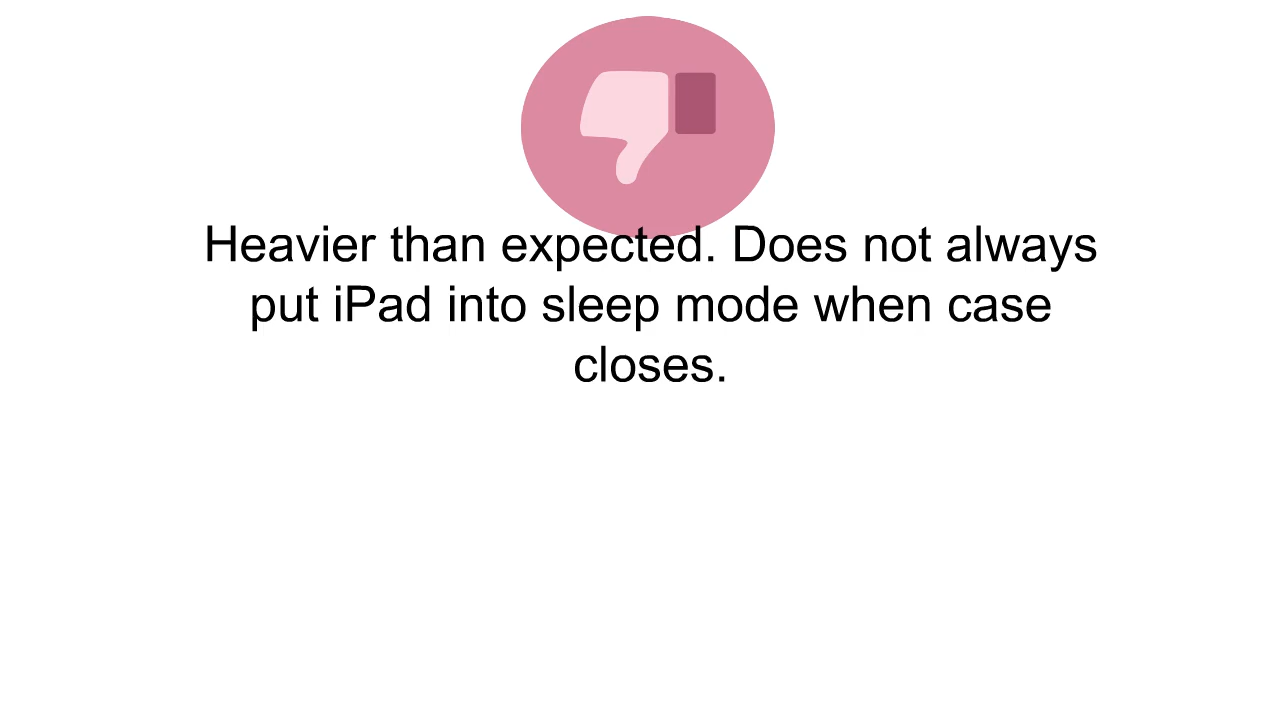 Heavier than expected. Does not always
put iPad into sleep mode when case
closes.